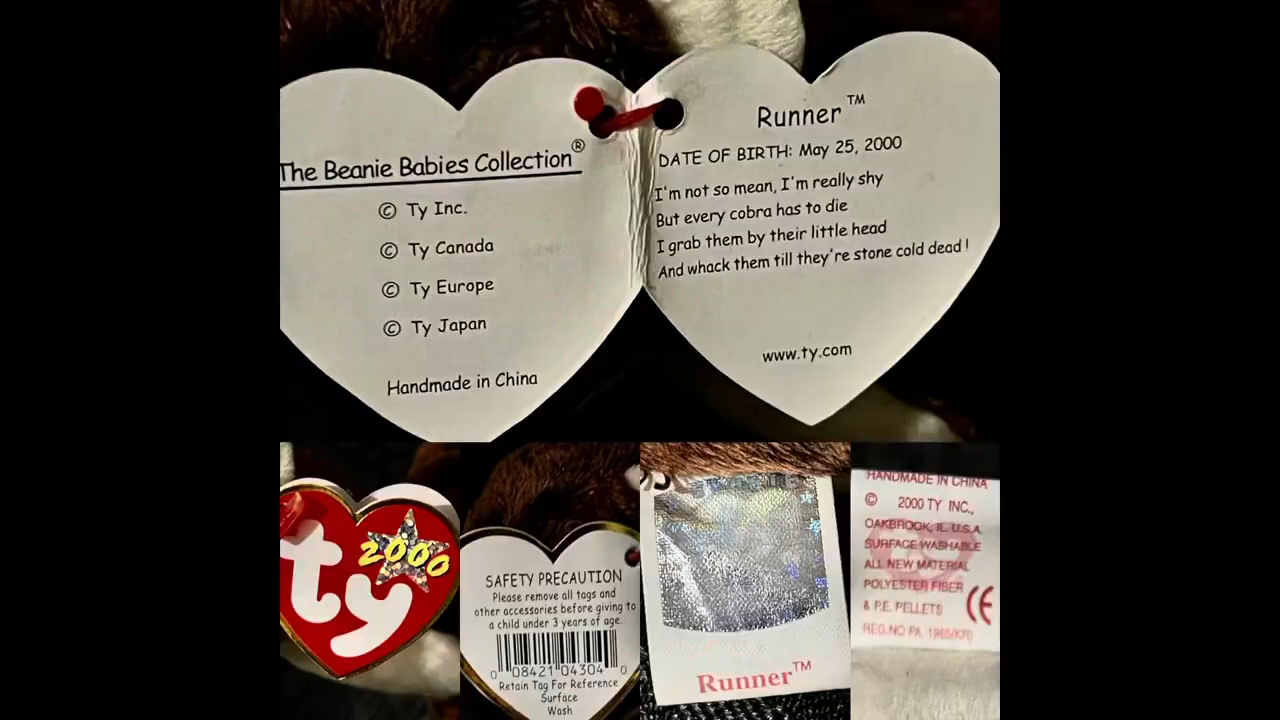 The Beanie Babies Collection®
© Ty Inc.
© Ty Canada
© Ty Europe
© Ty Japan
Handmade in China
Runner™
DATE OF BIRTH: May 25, 2000
I'm not so mean, I'm really shy
But every cobra has to die
I grab them by their little head
And whack them till they're stone cold dead!
www.ty.com
ty
2000
SAFETY PRECAUTION
Please remove all tags and
other accessories before giving to
a child under 3 years of age.
0 08421 04304 0
Retain Tag For Reference
Surface
Wash
Runner™
HANDMADE IN CHINA
© 2000 TY INC.,
OAKBROOK, IL. U.S.A.
SURFACE WASHABLE
ALL NEW MATERIAL
POLYESTER FIBER
& P.E. PELLETS
CE
REG.NO PA. 1965(KR)